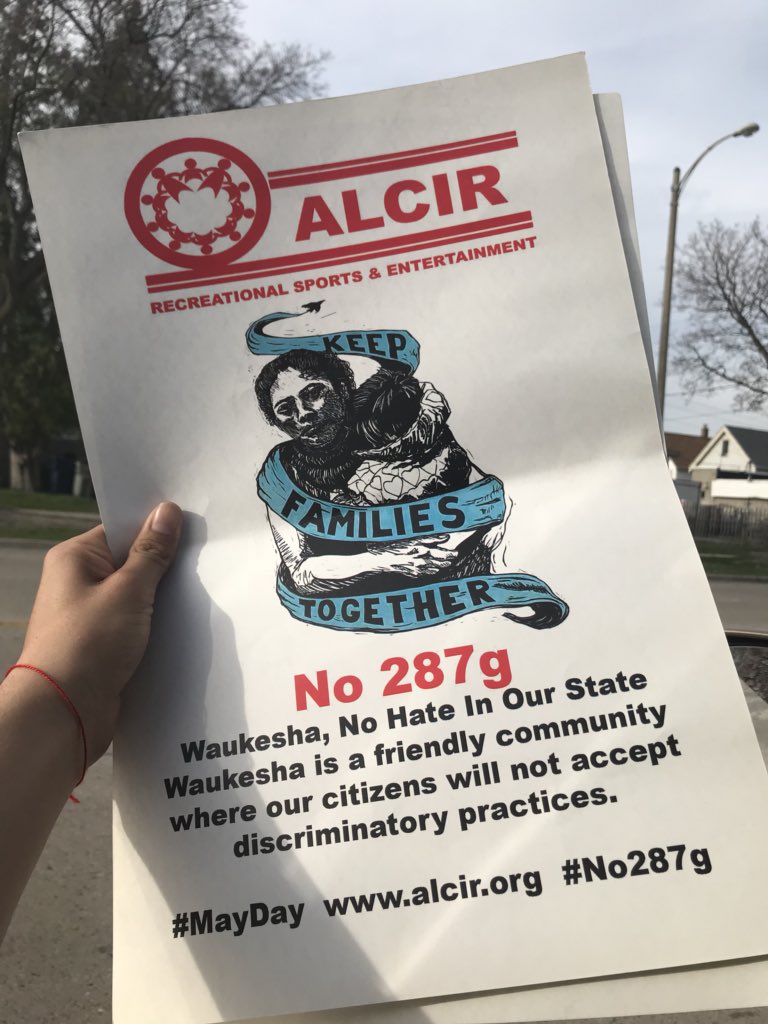 ALCIR
RECREATIONAL SPORTS & ENTERTAINMENT
KEEP
FAMILIES
TOGETHER
No 287g
Waukesha, No Hate In Our State
Waukesha is a friendly community
where our citizens will not accept
discriminatory practices.
#MayDay www.alcir.org #No287g